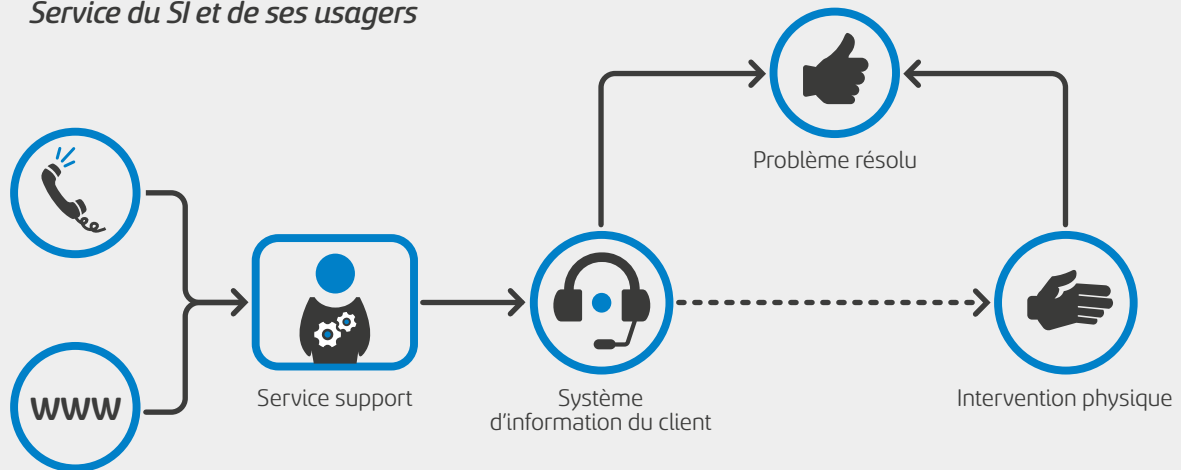 Service du SI et de ses usagers
Problème résolu
www
Service support
Système
d'information du client
Intervention physique